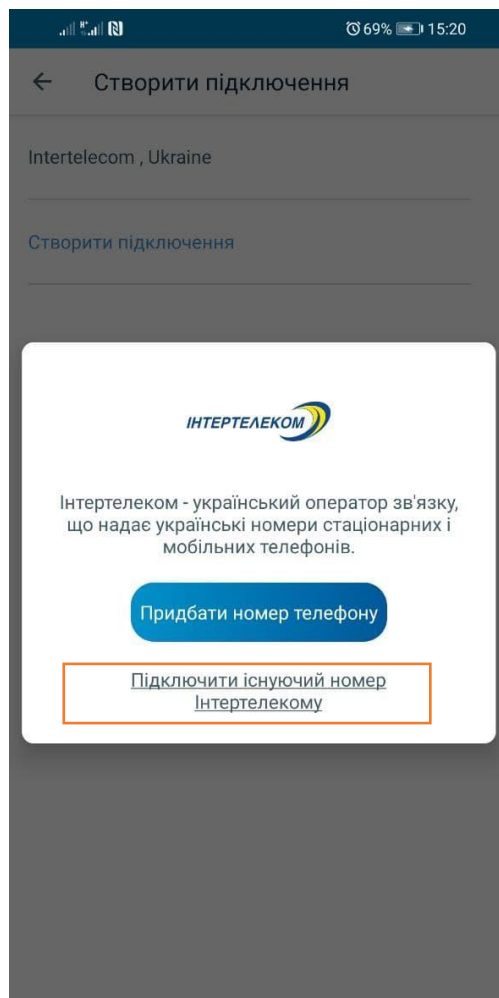 69% 15:20
Створити підключення
Intertelecom , Ukraine
Створити підключення
ІНТЕРТЕЛЕКОМ
Інтертелеком - український оператор зв'язку,
що надає українські номери стаціонарних і
мобільних телефонів.
Придбати номер телефону
Підключити існуючий номер
Інтертелекому